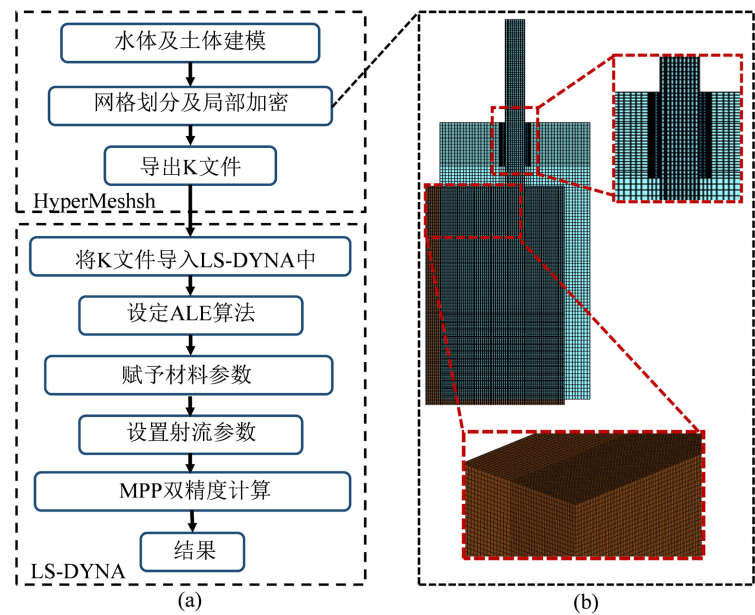 水体及土体建模
网格划分及局部加密
导出K文件
HyperMeshsh
将K文件导入LS-DYNA中
设定ALE算法
赋予材料参数
设置射流参数
MPP双精度计算
结果
LS-DYNA
(a)
(b)